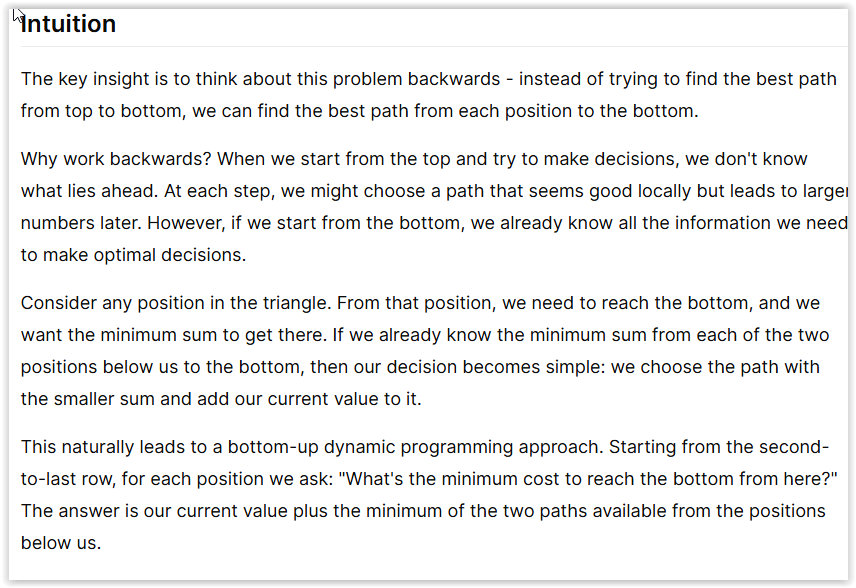 Intuition
The key insight is to think about this problem backwards - instead of trying to find the best path
from top to bottom, we can find the best path from each position to the bottom.
Why work backwards? When we start from the top and try to make decisions, we don't know
what lies ahead. At each step, we might choose a path that seems good locally but leads to larger
numbers later. However, if we start from the bottom, we already know all the information we need
to make optimal decisions.
Consider any position in the triangle. From that position, we need to reach the bottom, and we
want the minimum sum to get there. If we already know the minimum sum from each of the two
positions below us to the bottom, then our decision becomes simple: we choose the path with
the smaller sum and add our current value to it.
This naturally leads to a bottom-up dynamic programming approach. Starting from the second-
to-last row, for each position we ask: "What's the minimum cost to reach the bottom from here?"
The answer is our current value plus the minimum of the two paths available from the positions
below us.